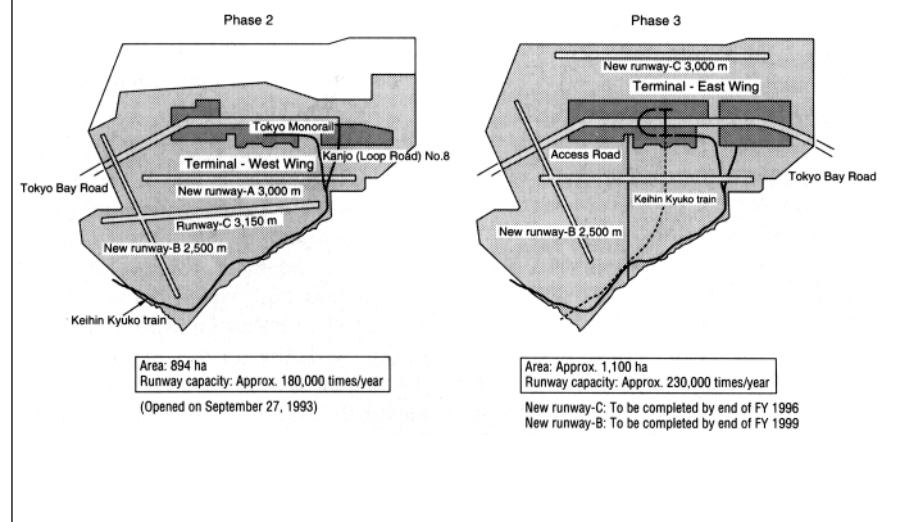 Phase 2
Tokyo Monorail
Kanjo (Loop Road) No.8
Terminal - West Wing
Tokyo Bay Road
New runway-A 3,000 m
Runway-C 3,150 m
New runway-B 2,500 m
Keihin Kyuko train
Area: 894 ha
Runway capacity: Approx. 180,000 times/year
(Opened on September 27, 1993)
Phase 3
New runway-C 3,000 m
Terminal - East Wing
Access Road
Tokyo Bay Road
Keihin Kyuko train
New runway-B 2,500 m
Area: Approx. 1,100 ha
Runway capacity: Approx. 230,000 times/year
New runway-C: To be completed by end of FY 1996
New runway-B: To be completed by end of FY 1999